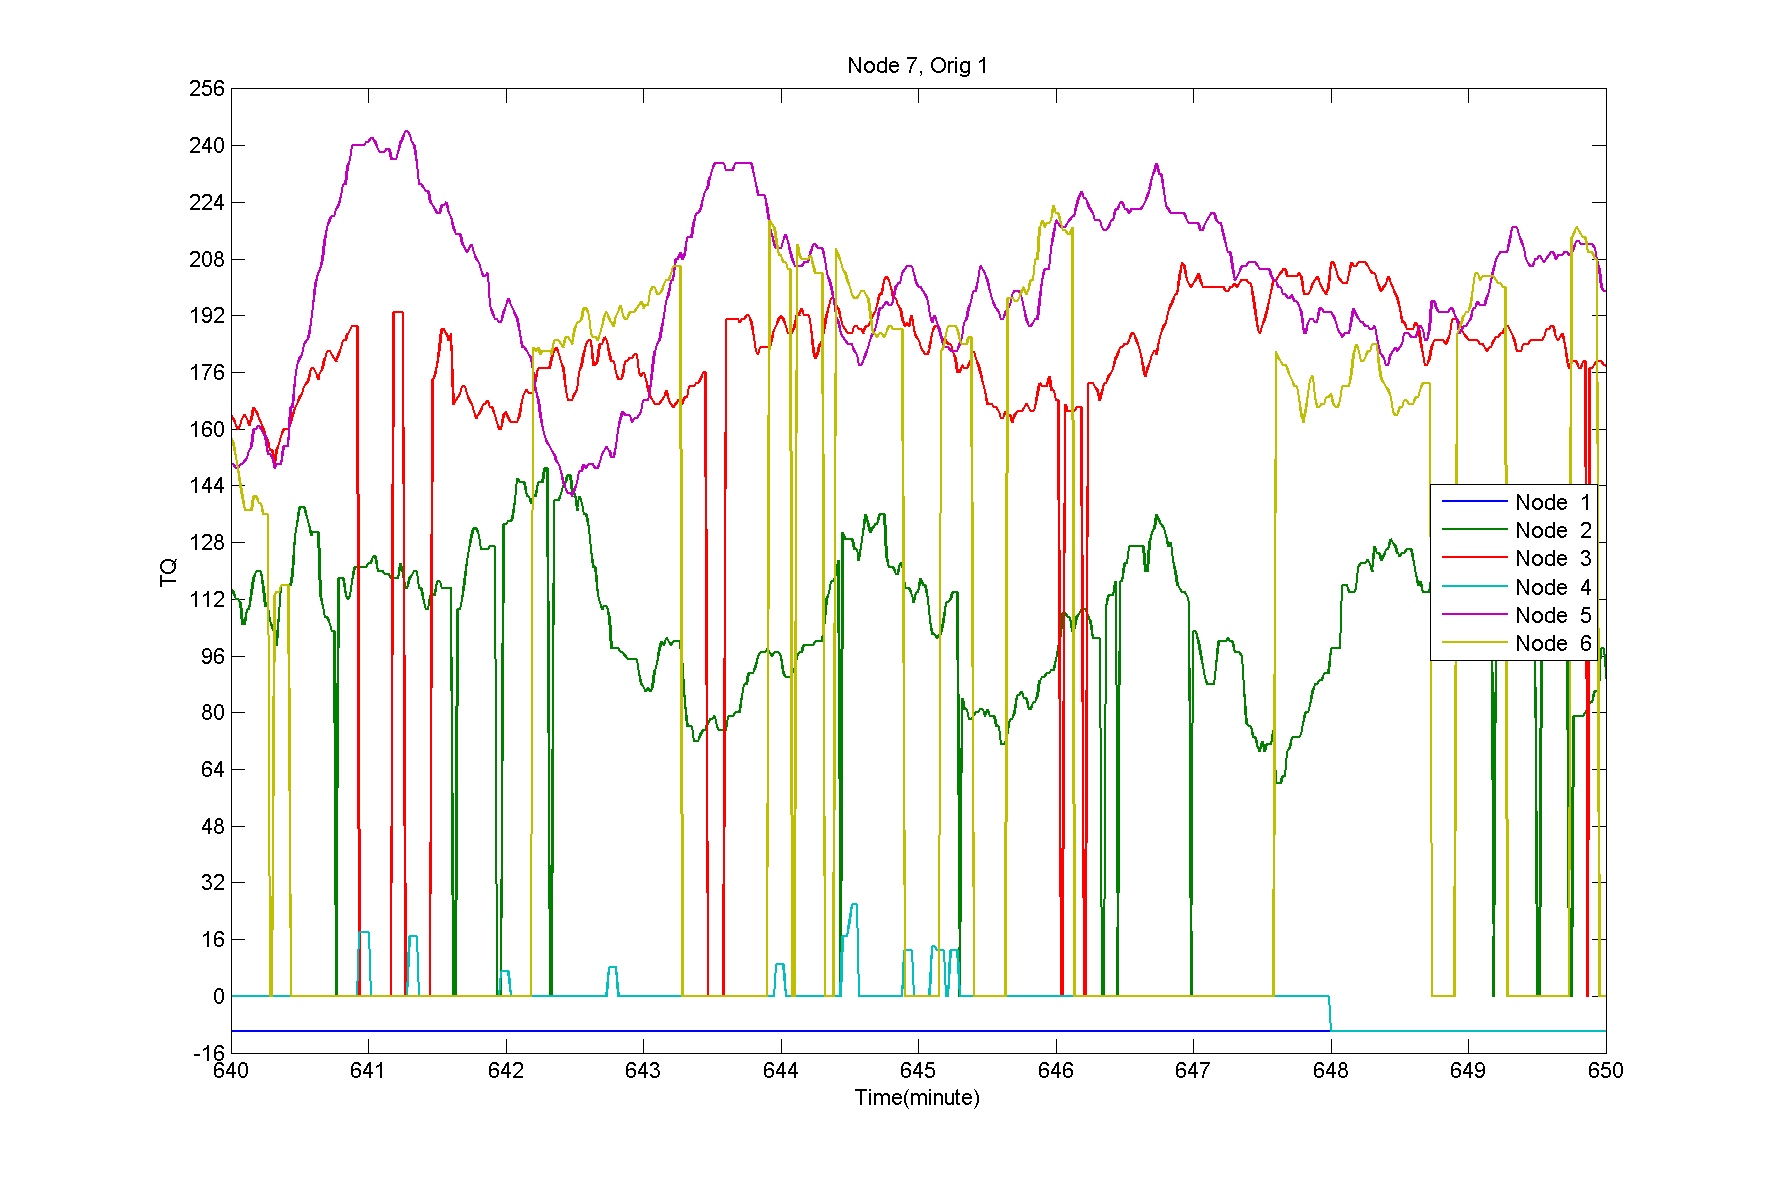 Node 7, Orig 1
256
240
224
208
192
176
160
144
128
112
96
80
64
48
32
16
0
-16
TQ
Node 1
Node 2
Node 3
Node 4
Node 5
Node 6
640 641 642 643 644 645 646 647 648 649 650
Time(minute)